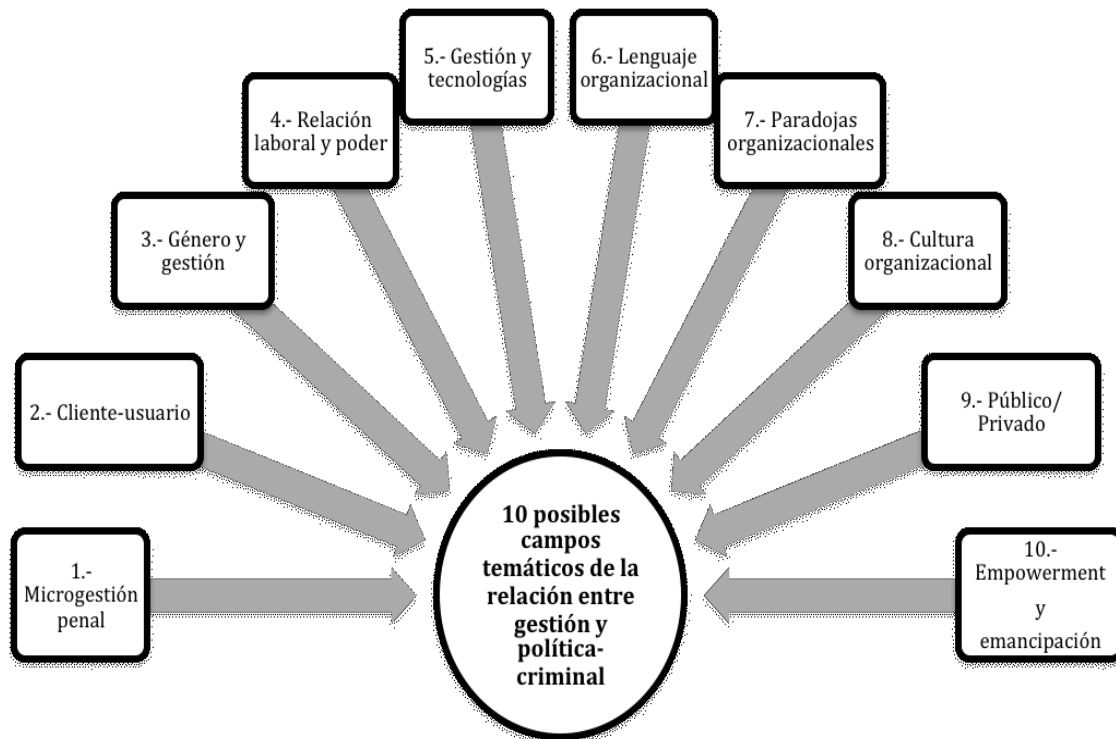 1.-
Microgestión
penal
2.- Cliente-usuario
3.- Género y
gestión
4.- Relación
laboral y poder
5.- Gestión y
tecnologías
6.- Lenguaje
organizacional
7.- Paradojas
organizacionales
8.- Cultura
organizacional
9.- Público/
Privado
10.-
Empowerment
y
emancipación
10 posibles
campos
temáticos de la
relación entre
gestión y
política-
criminal